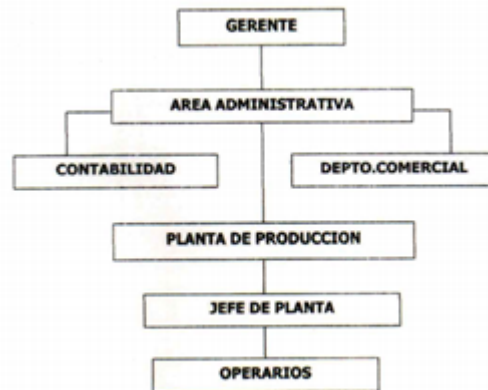 GERENTE
AREA ADMINISTRATIVA
CONTABILIDAD
DEPTO.COMERCIAL
PLANTA DE PRODUCCION
JEFE DE PLANTA
OPERARIOS